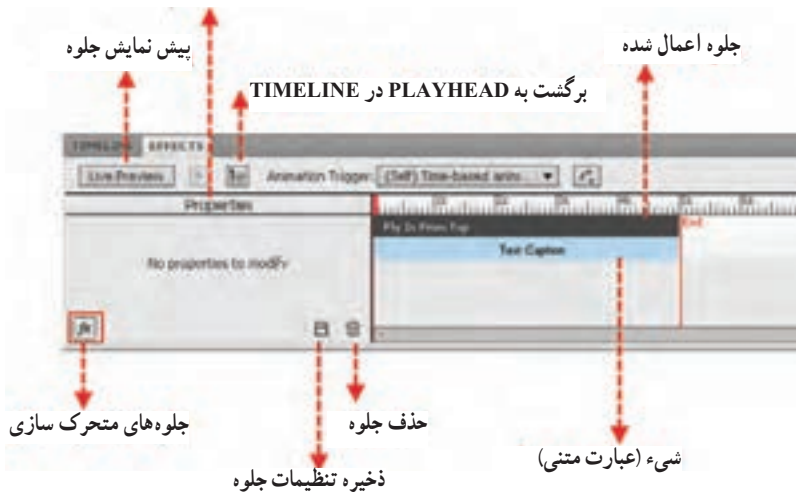 پیش نمایش جلوه
جلوه اعمال شده
برگشت به PLAYHEAD در TIMELINE
TIMELINE EFFECTS
Live Preview Animation Trigger: (Self) Time-based anim...
Properties
Fly In From Top
End
Text Caption
No properties to modify
fx
جلوه‌های متحرک سازی
حذف جلوه
ذخیره تنظیمات جلوه
شیء (عبارت متنی)